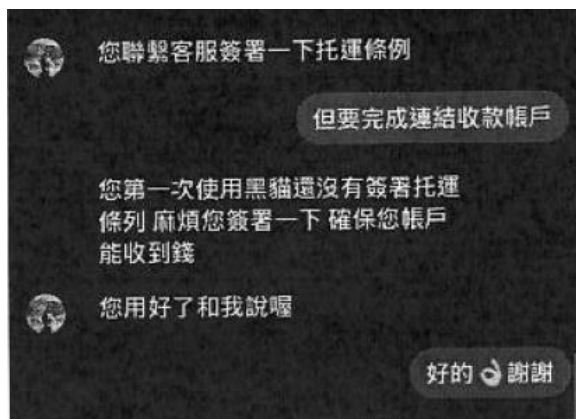 您聯繫客服簽署一下托運條例
但要完成連結收款帳戶
您第一次使用黑貓還沒有簽署托運
條列 麻煩您簽署一下 確保您帳戶
能收到錢
您用好了和我說喔
好的👌謝謝